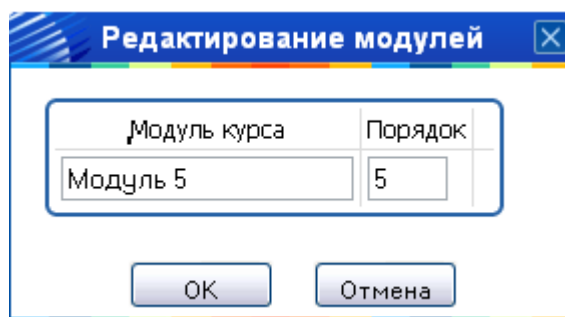 Редактирование модулей
Модуль курса Порядок
Модуль 5 5
OK Отмена